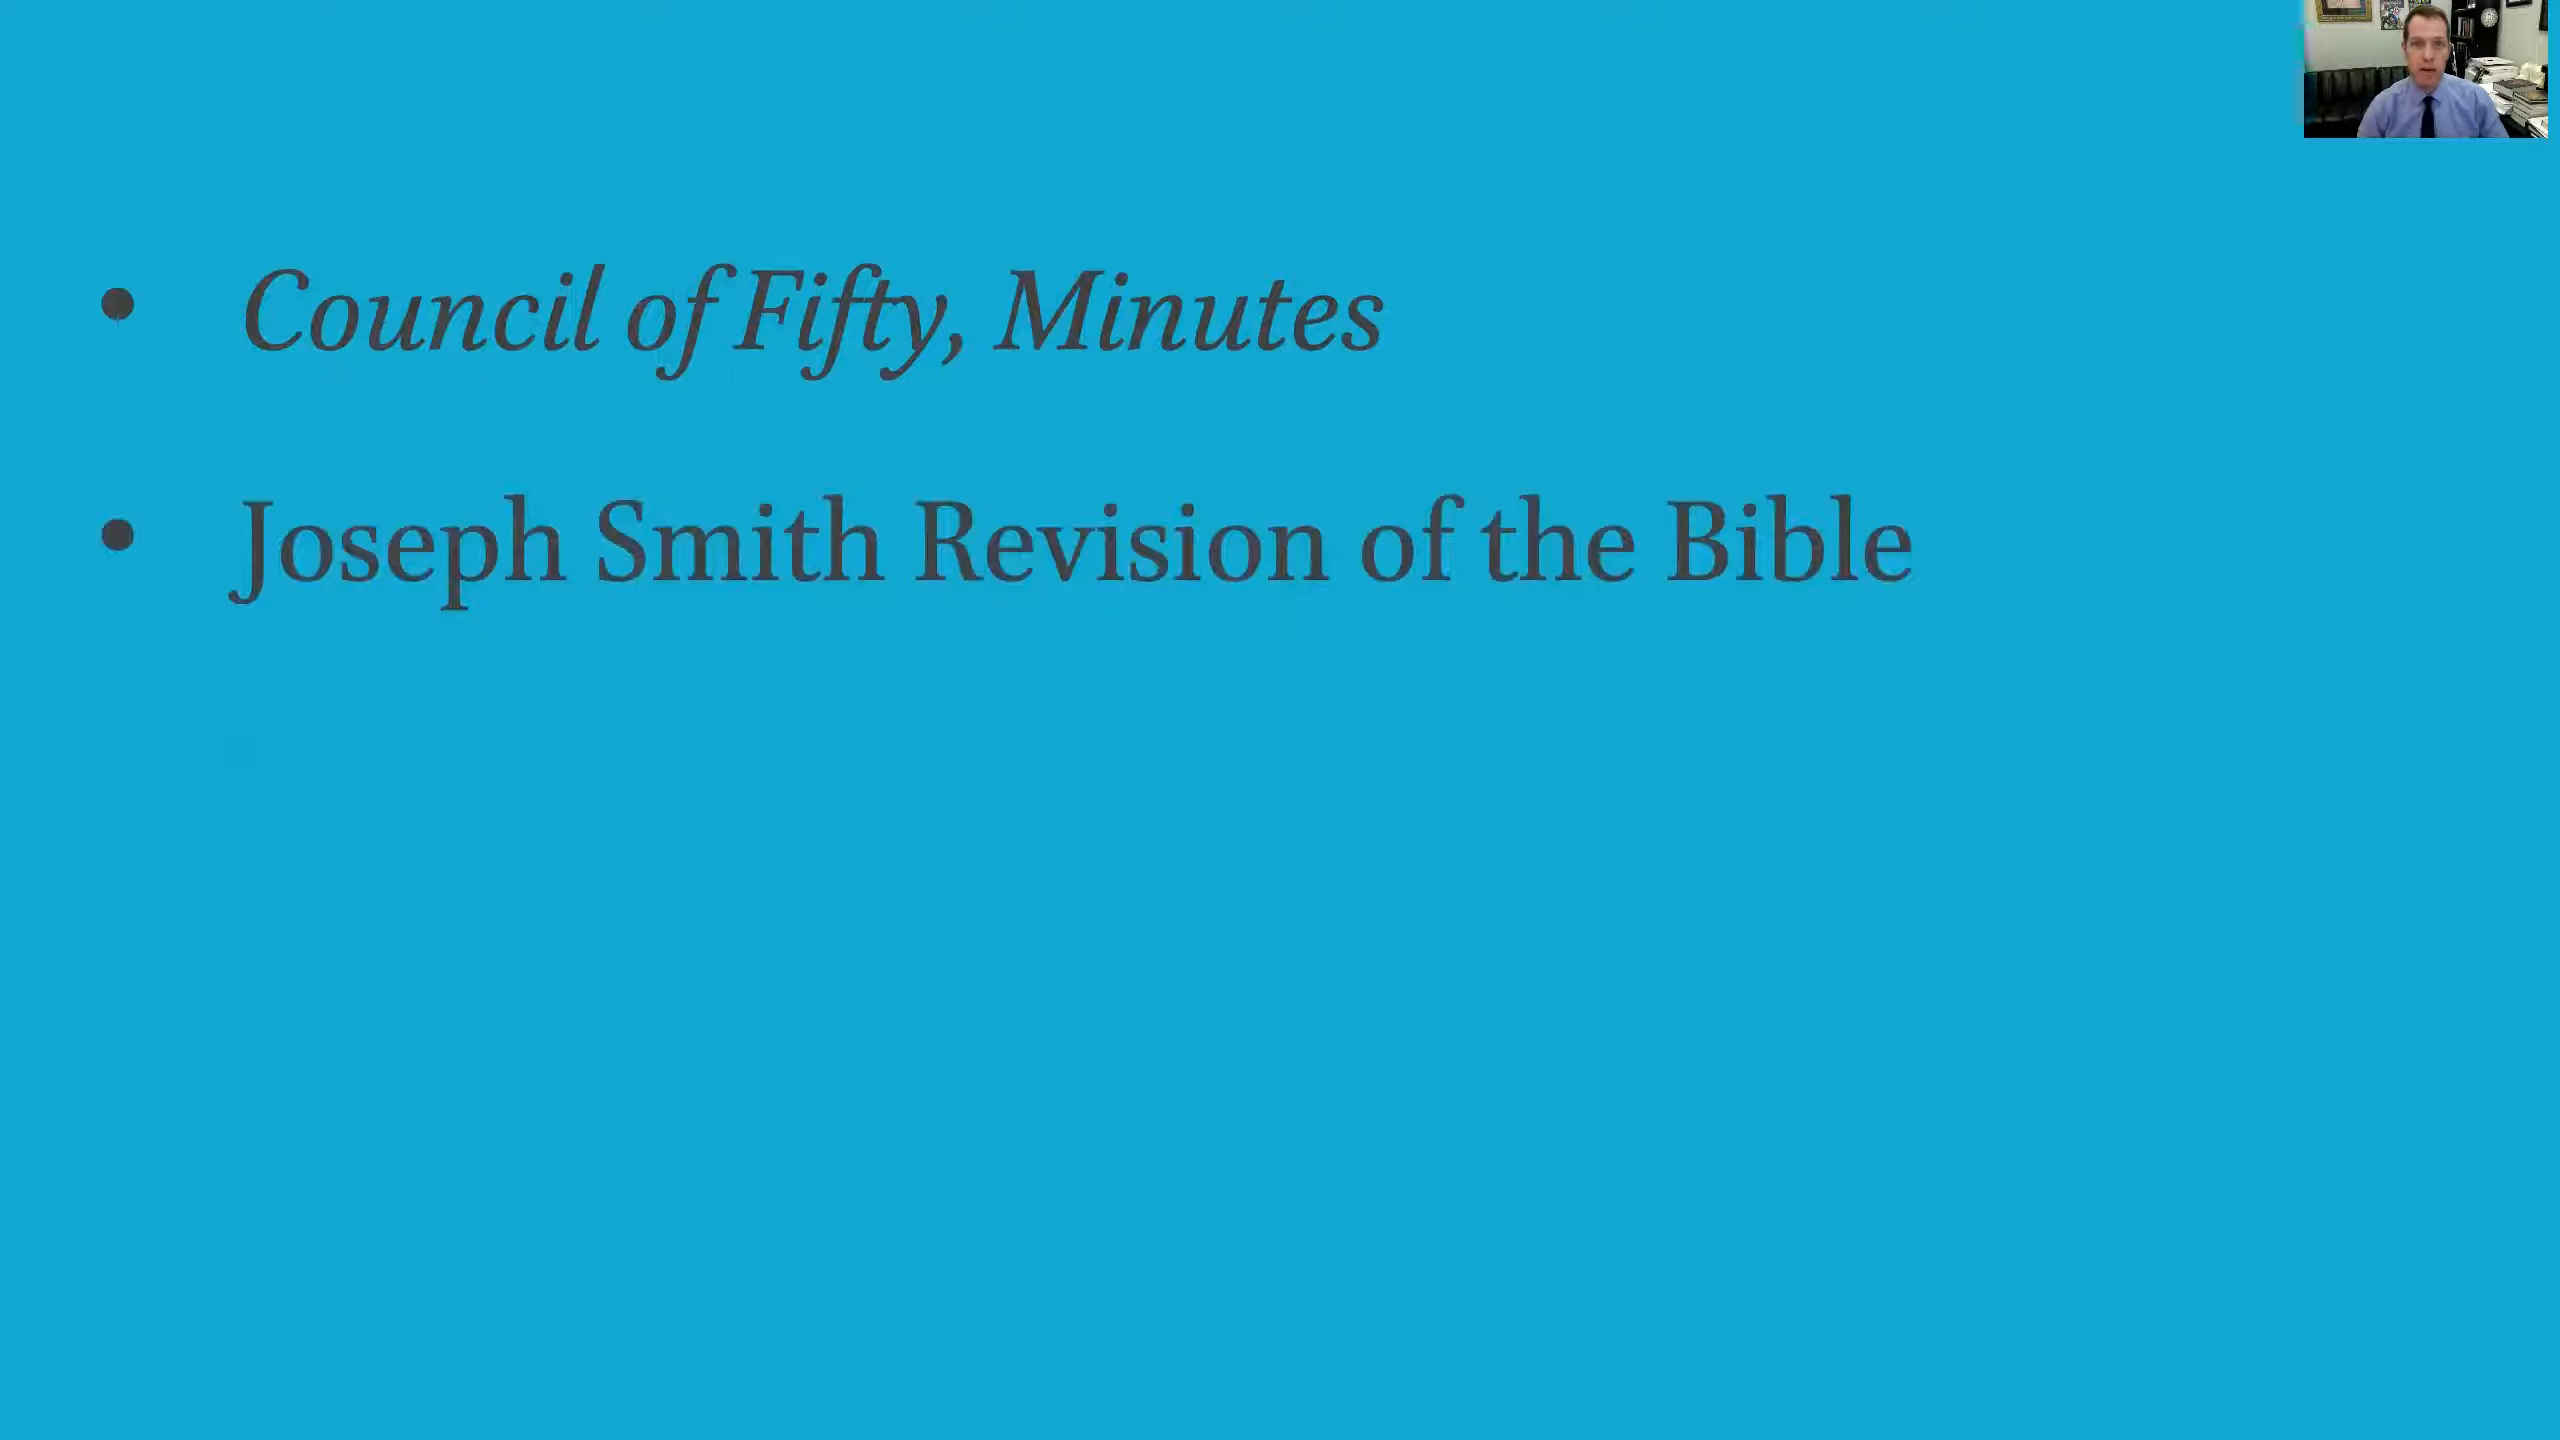 • Council of Fifty, Minutes
• Joseph Smith Revision of the Bible